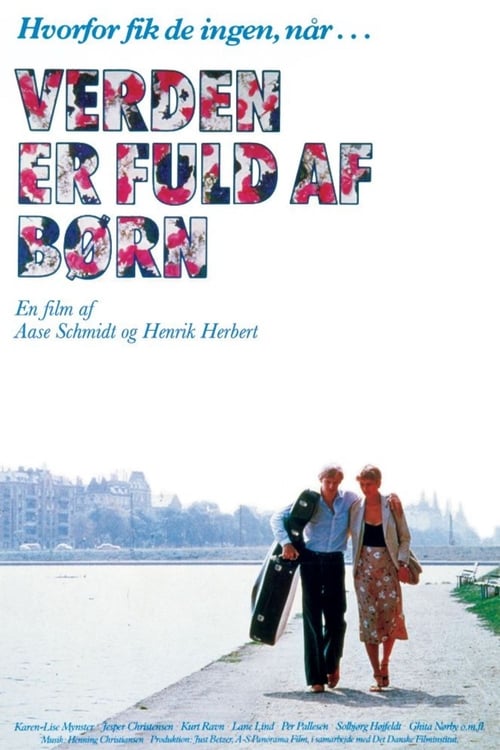 Hvorfor fik de ingen, når...
VERDEN
ER FULD AF
BØRN
En film af
Aase Schmidt og Henrik Herbert
Karen-Lise Mynster · Jesper Christensen · Kurt Ravn · Lane Lind · Per Pallesen · Solbjørg Højfeldt · Ghita Nørby o.m.fl.
Musik: Henning Christiansen Produktion: Just Betzer, A-S Panorama Film, i samarbejde med Det Danske Filminstitut.